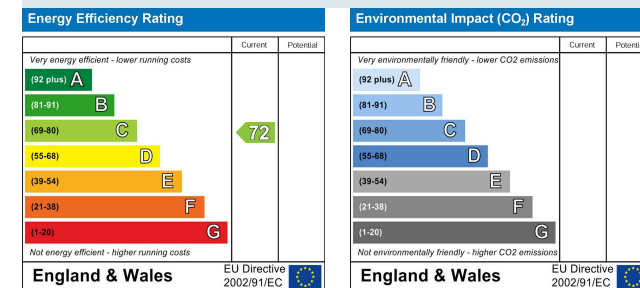 Energy Efficiency Rating
Current Potential
Very energy efficient - lower running costs
(92 plus) A
(81-91) B
(69-80) C
72
(55-68) D
(39-54) E
(21-38) F
(1-20) G
Not energy efficient - higher running costs
England & Wales
EU Directive
2002/91/EC
Environmental Impact (CO₂) Rating
Current Potenti
Very environmentally friendly - lower CO2 emissions
(92 plus) A
(81-91) B
(69-80) C
(55-68) D
(39-54) E
(21-38) F
(1-20) G
Not environmentally friendly - higher CO2 emissions
England & Wales
EU Directive
2002/91/EC